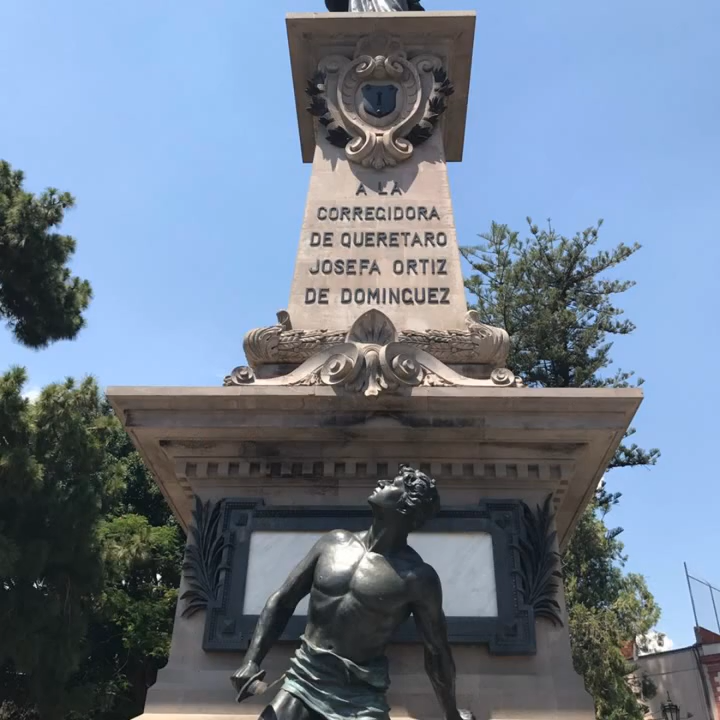 A LA
CORREGIDORA
DE QUERETARO
JOSEFA ORTIZ
DE DOMINGUEZ